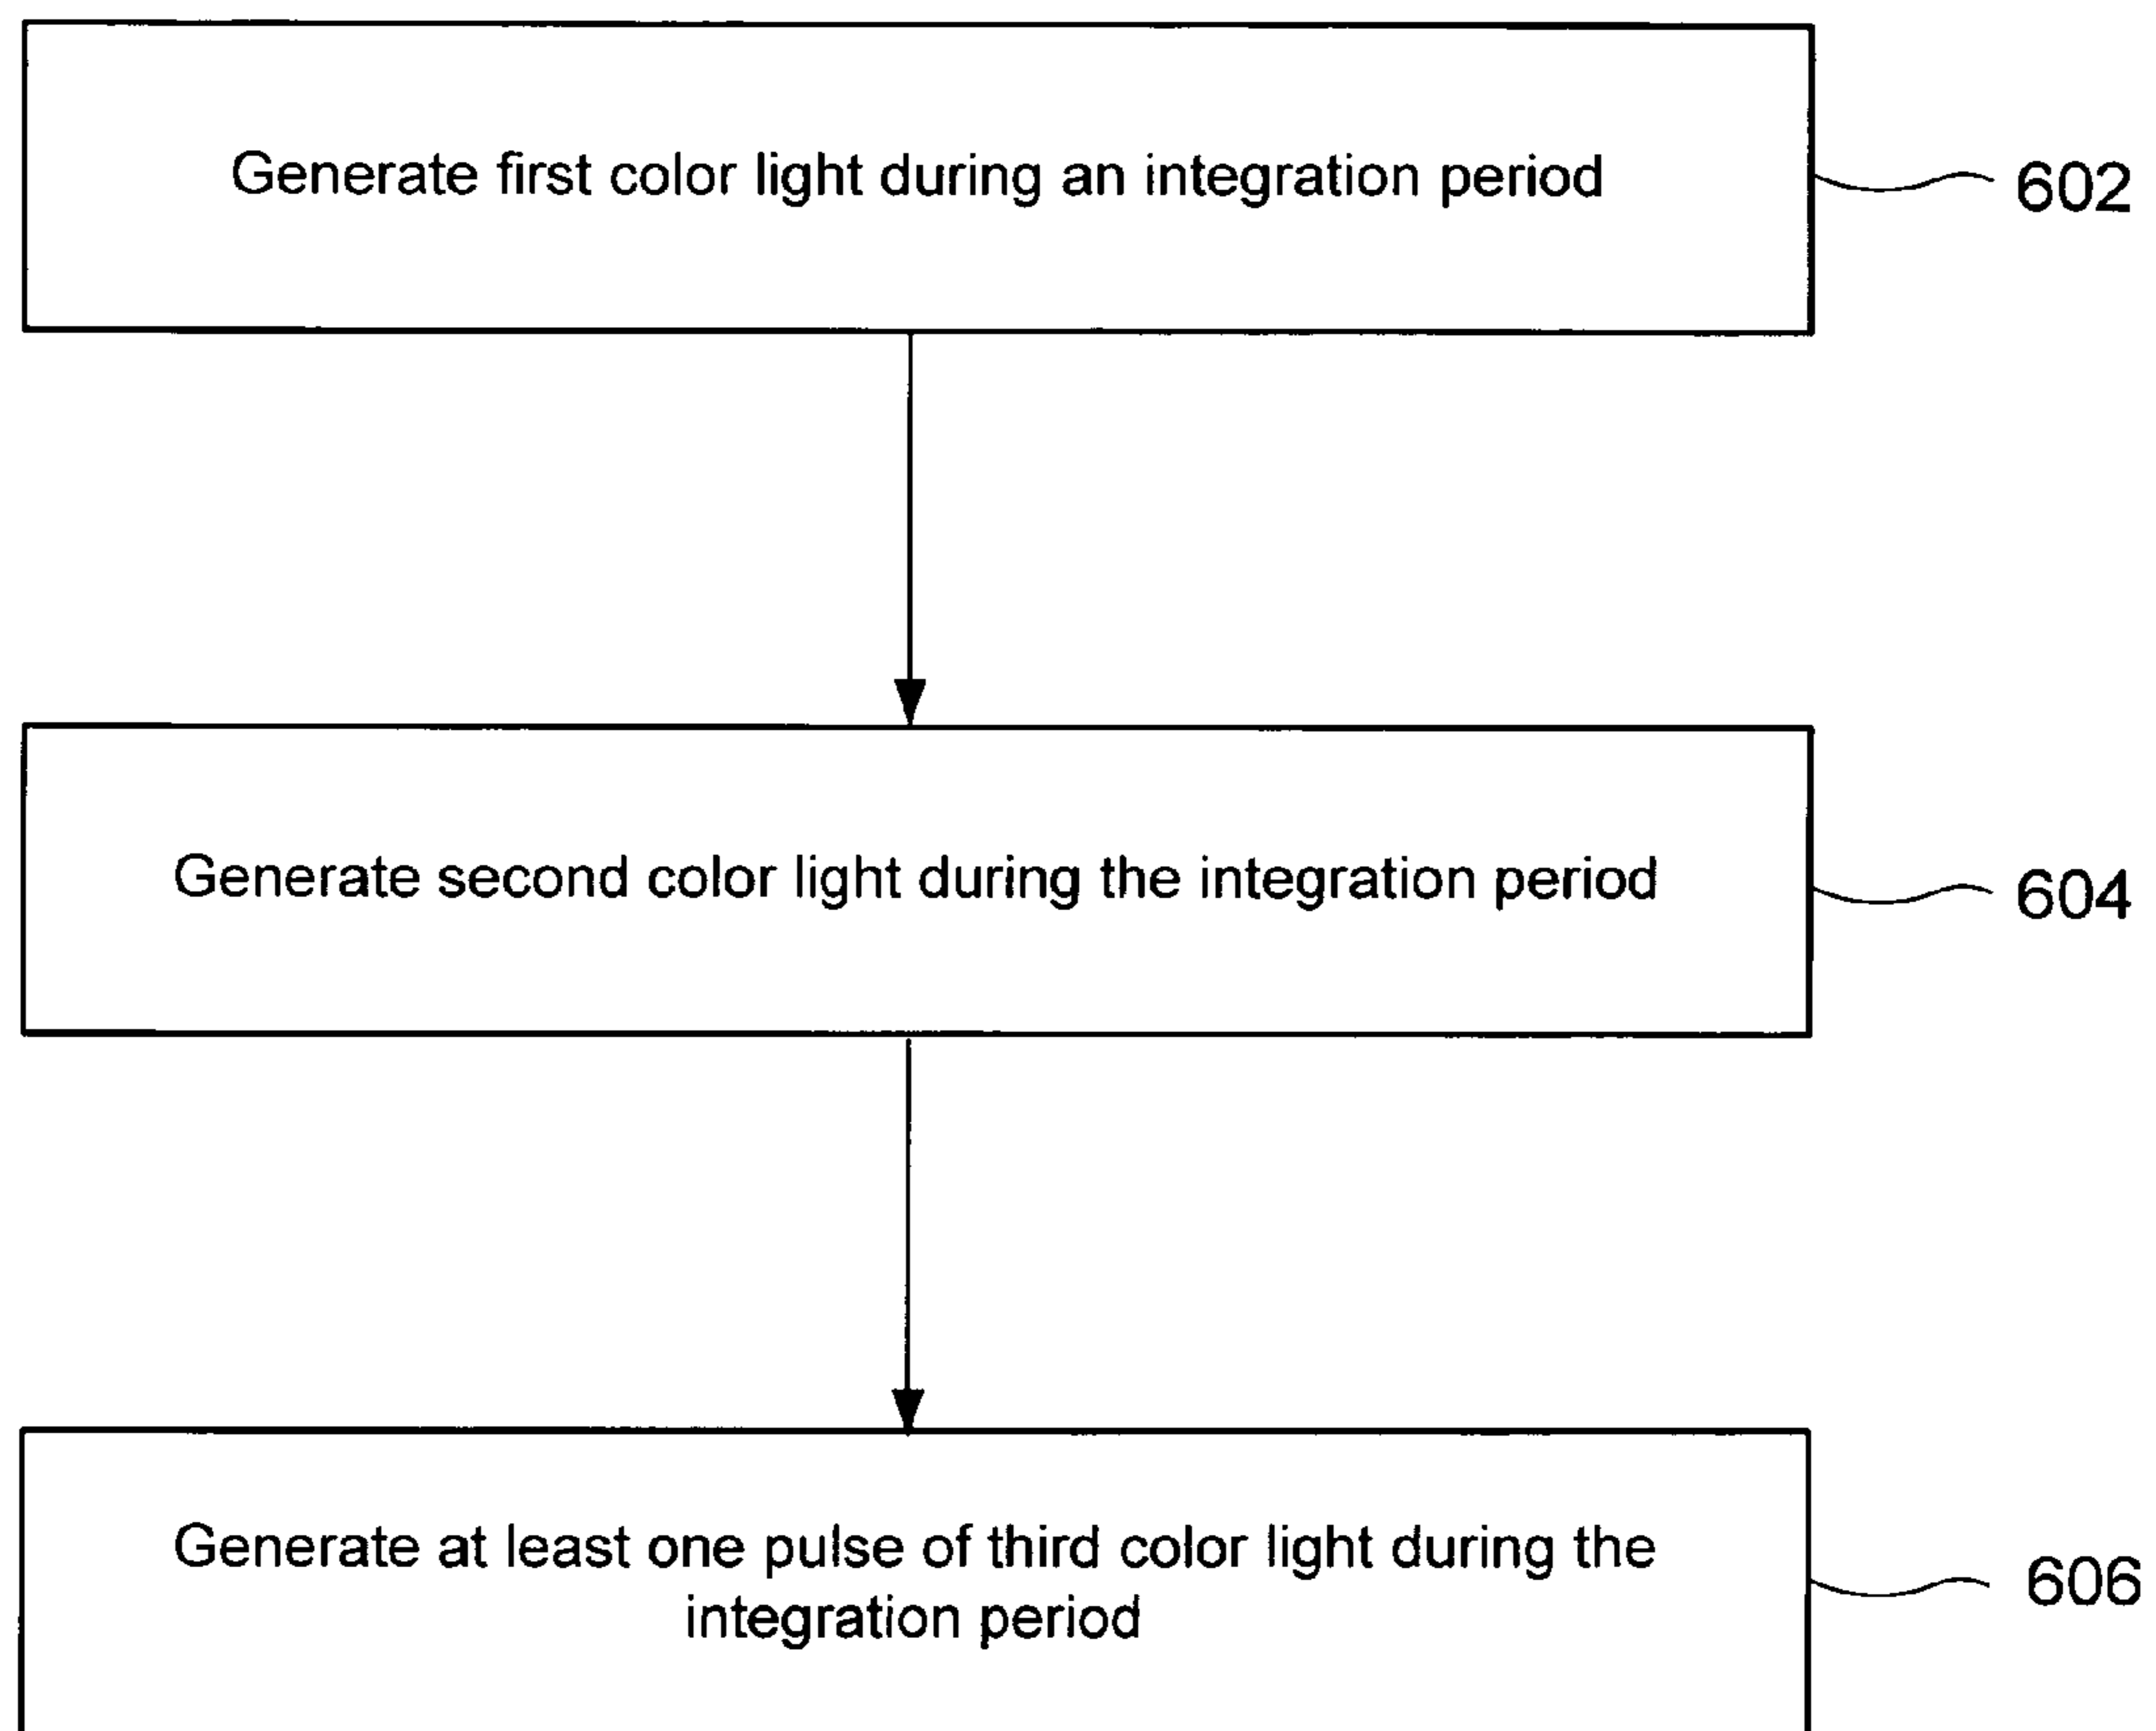 Generate first color light during an integration period
602
Generate second color light during the integration period
604
Generate at least one pulse of third color light during the
integration period
606